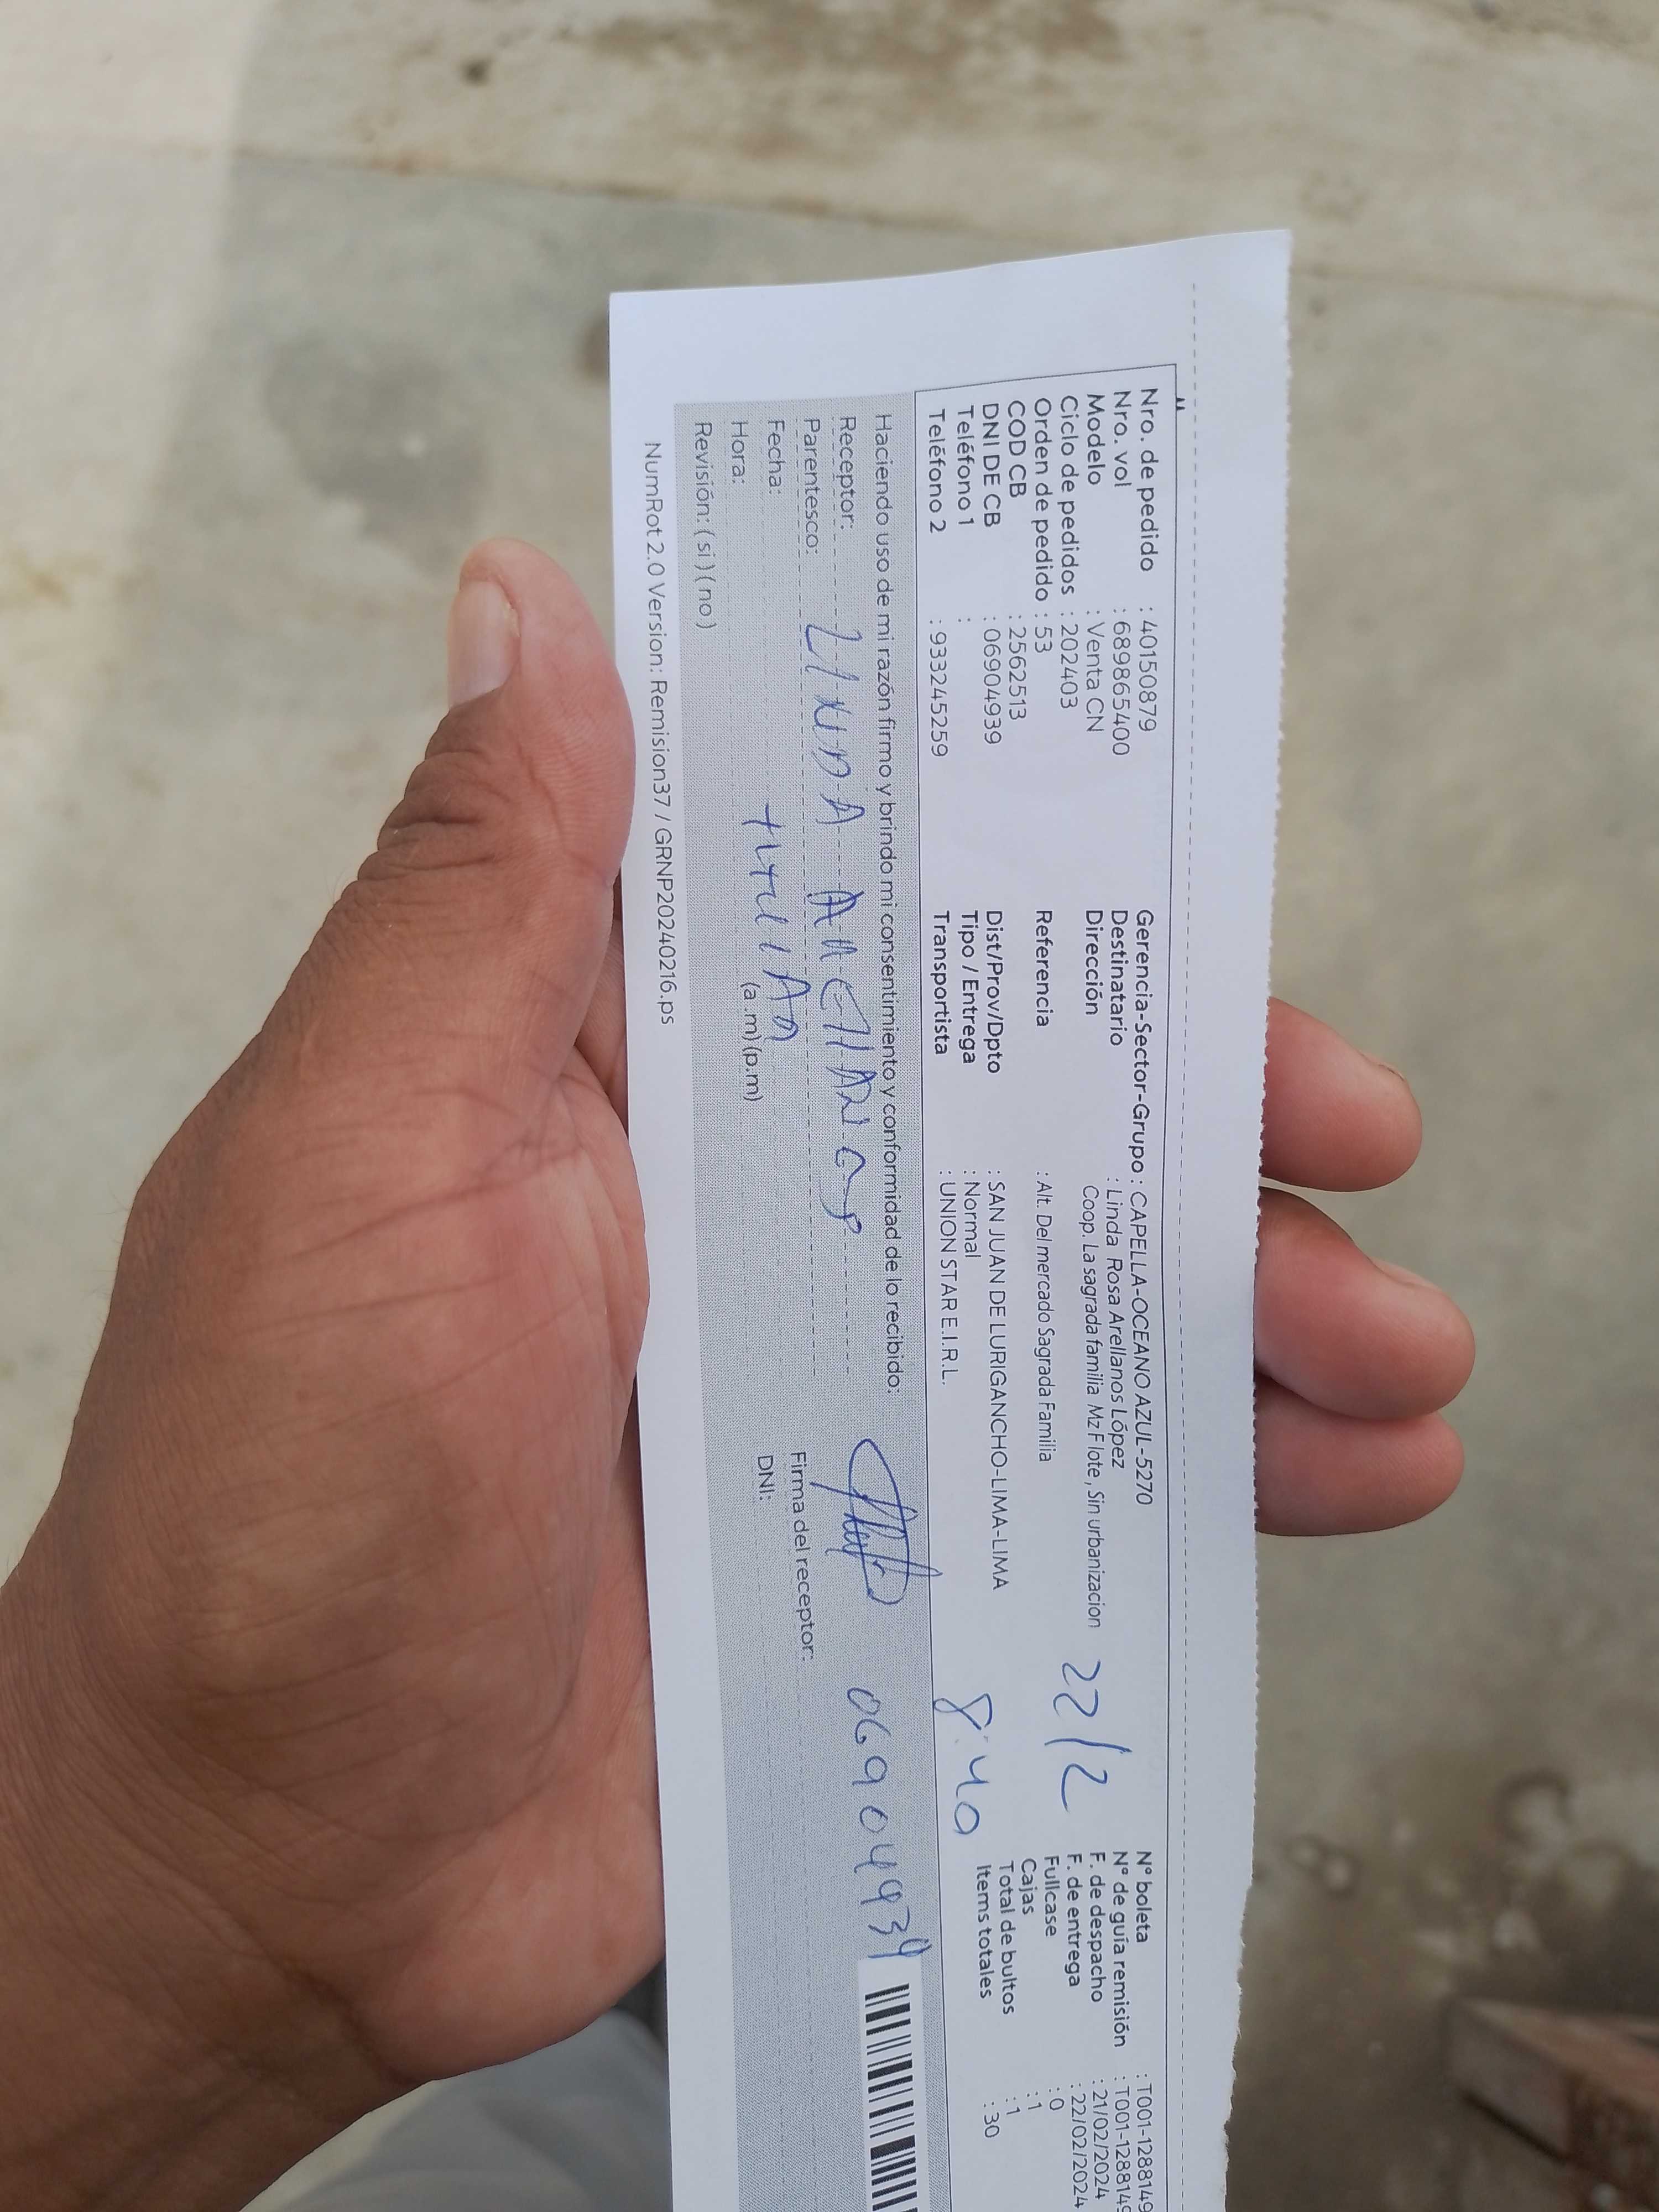 Nro. de pedido : 40150879
Nro. vol : 689865400
Modelo : Venta CN
Ciclo de pedidos : 202403
Orden de pedido : 53
COD CB : 2562513
DNI DE CB : 06904939
Teléfono 1 :
Teléfono 2 : 933245259
Gerencia-Sector-Grupo : CAPELLA-OCEANO AZUL-5270
Destinatario : Linda Rosa Arellanos López
Dirección Coop. La sagrada familia Mz F lote , Sin urbanizacion
Referencia : Alt. Del mercado Sagrada Familia
Dist/Prov/Dpto : SAN JUAN DE LURIGANCHO-LIMA-LIMA
Tipo / Entrega : Normal
Transportista : UNION STAR E.I.R.L.
22/2
8:40
N° boleta : T001-1288149
N° de guía remisión : T001-1288149
F. de despacho : 21/02/2024
F. de entrega : 22/02/2024
Fullcase : 0
Cajas : 1
Total de bultos : 1
Items totales : 30
Haciendo uso de mi razón firmo y brindo mi consentimiento y conformidad de lo recibido:
Receptor: LINDA
Parentesco:
Fecha:
Hora: (a.m) (p.m)
Revisión: ( si ) ( no )
06904939
Firma del receptor:
DNI:
NumRot 2.0 Version: Remision37 / GRNP20240216.ps